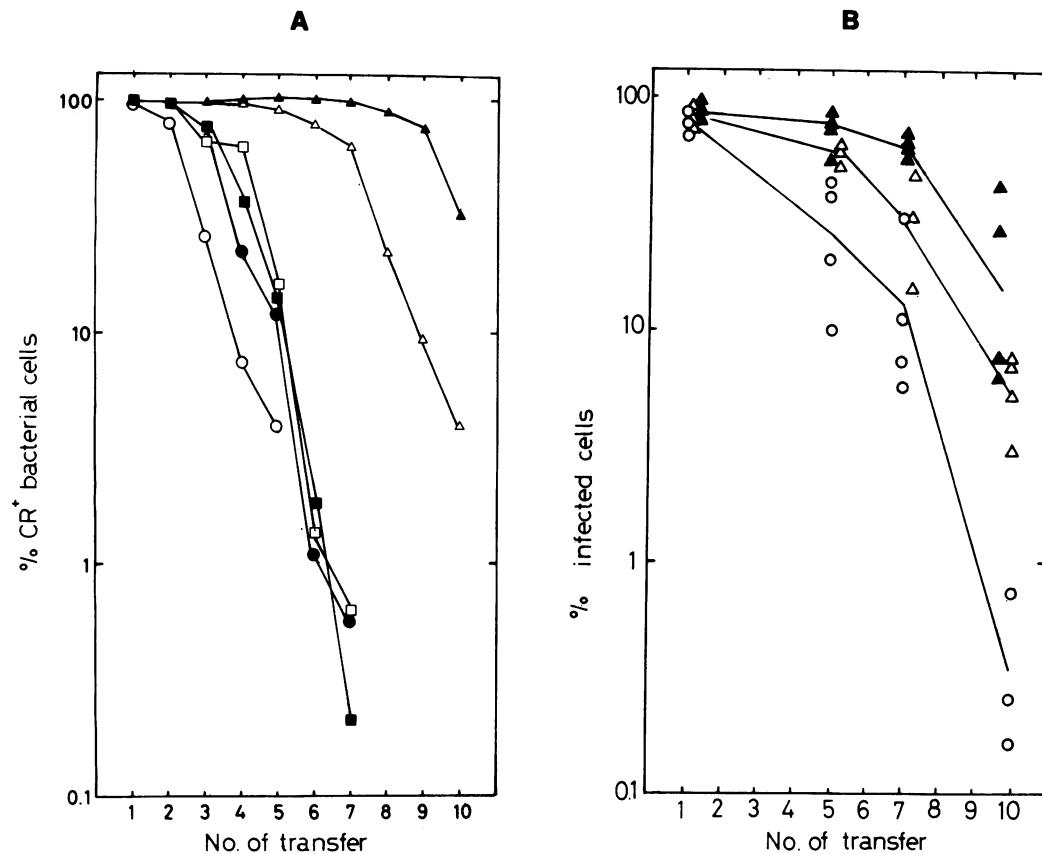 A
% CR⁺ bacterial cells
100
10
1
0.1
1 2 3 4 5 6 7 8 9 10
No. of transfer
B
% infected cells
100
10
1
0.1
1 2 3 4 5 6 7 8 9 10
No. of transfer